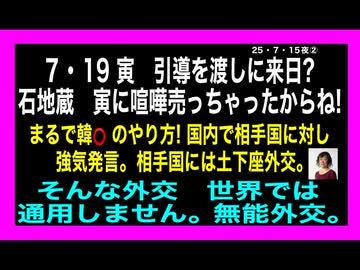 25・7・15夜②
7・19 寅　引導を渡しに来日?
石地蔵　寅に喧嘩売っちゃったからね!
まるで韓○ のやり方! 国内で相手国に対し
強気発言。相手国には土下座外交。
そんな外交　世界では
通用しません。無能外交。